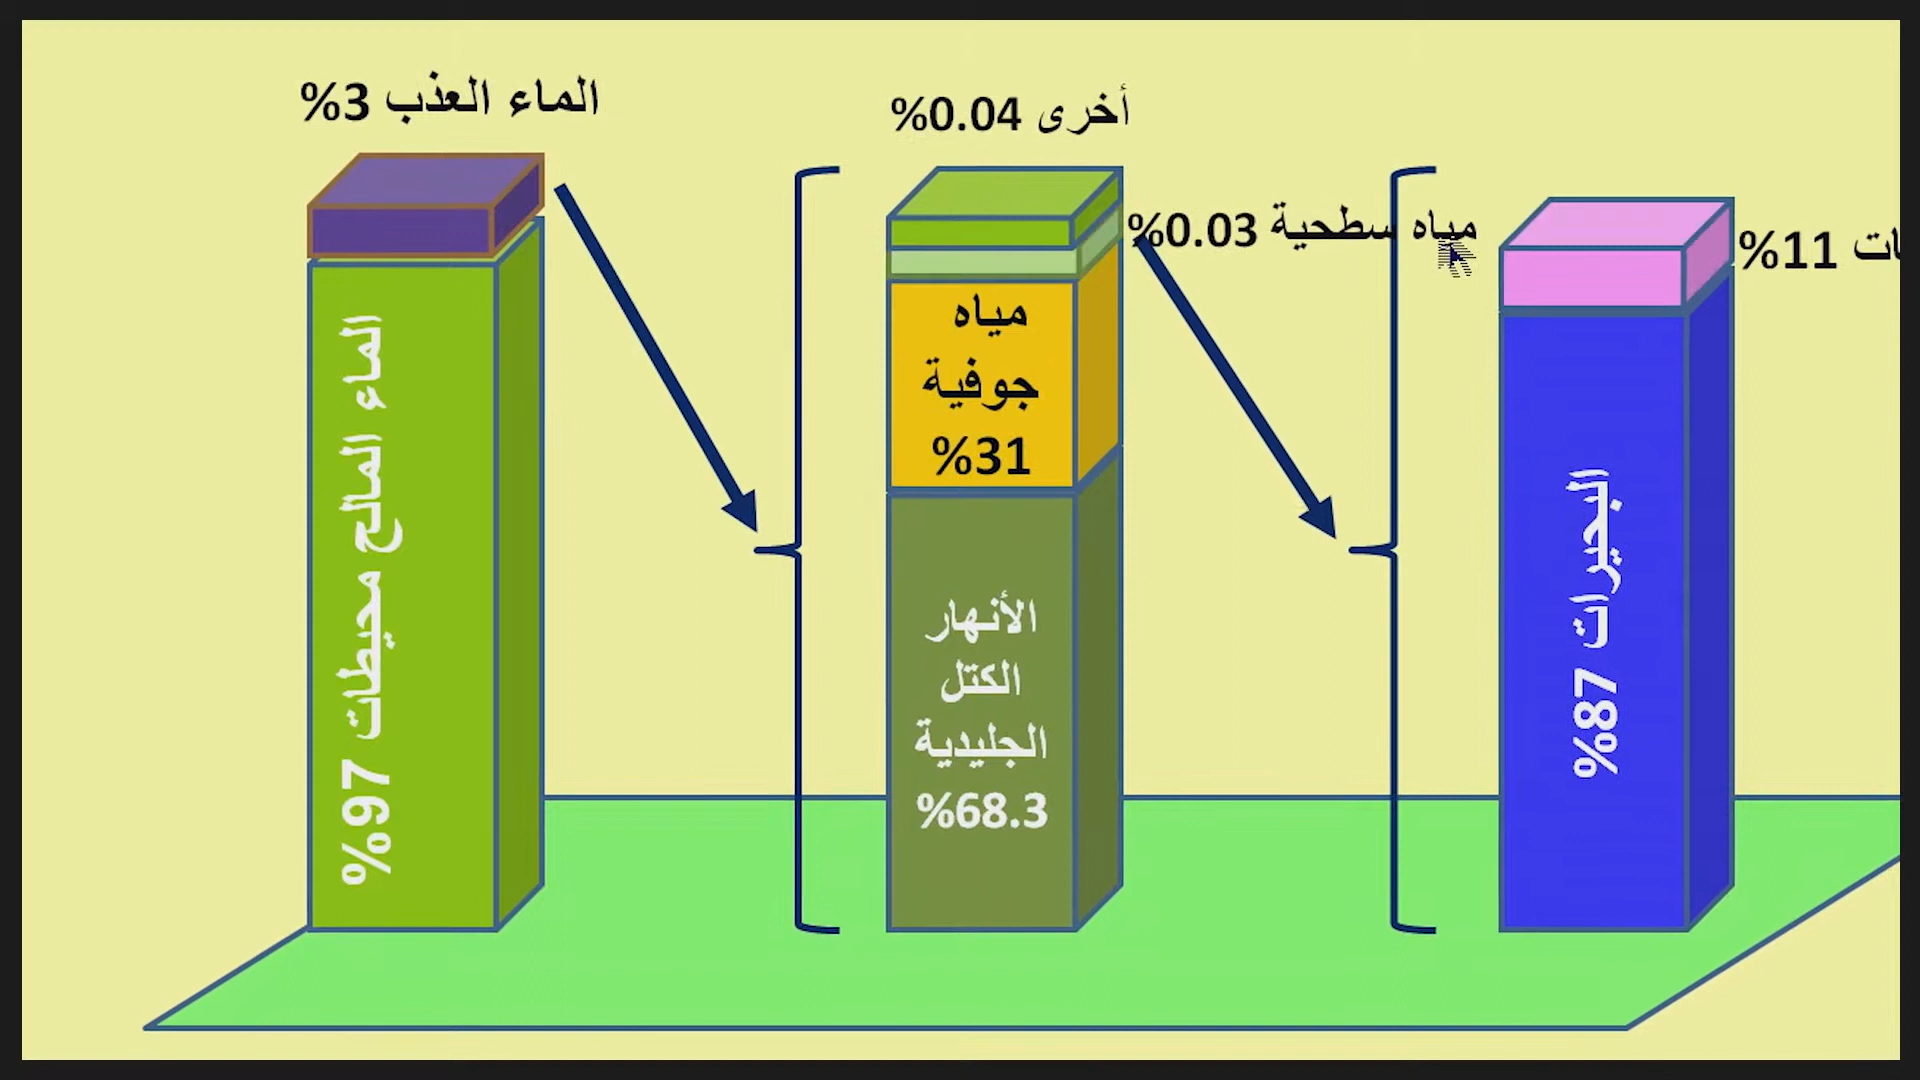 الماء العذب 3%
الماء المالح محيطات 97%
أخرى 0.04%
مياه سطحية 0.03%
مياه
جوفية
31%
الأنهار
الكتل
الجليدية
68.3%
11%
البحيرات 87%